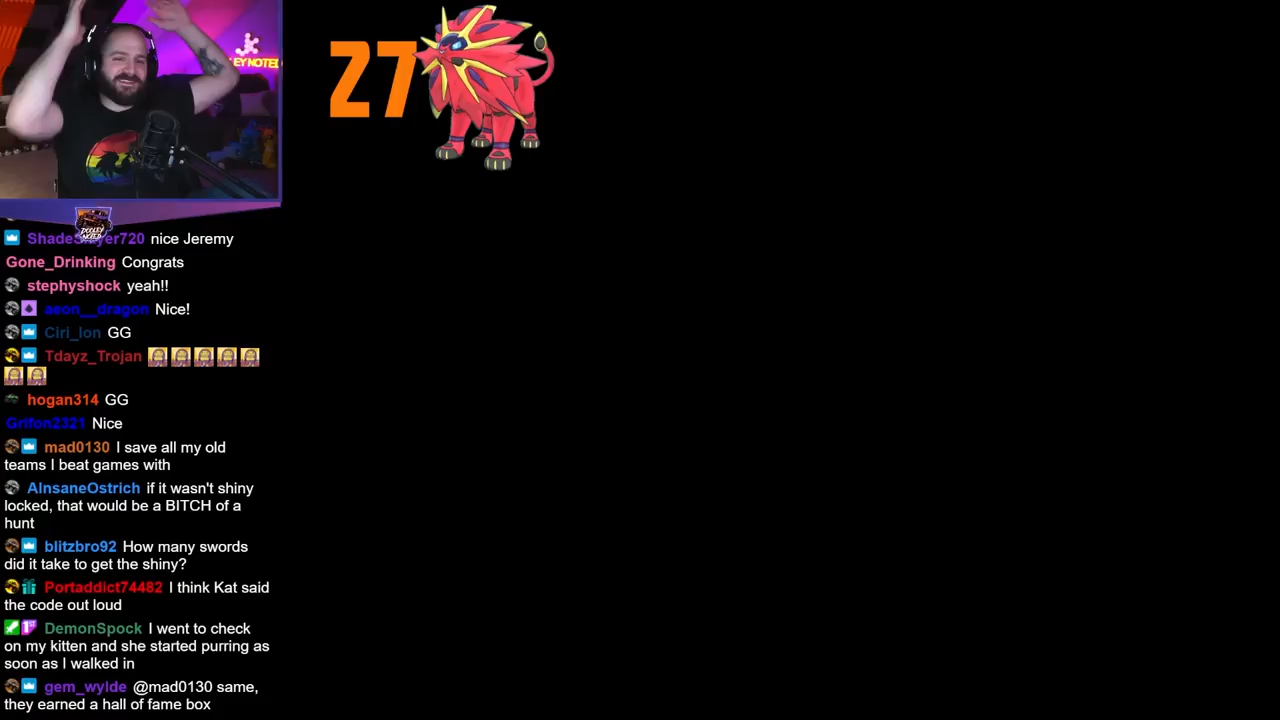 EYNOTED
27
DOOLEY
NOTED
ShadeSlayer720 nice Jeremy
Gone_Drinking Congrats
stephyshock yeah!!
aeon__dragon Nice!
Ciri_Ion GG
Tdayz_Trojan
hogan314 GG
Grifon2321 Nice
mad0130 I save all my old
teams I beat games with
AInsaneOstrich if it wasn't shiny
locked, that would be a BITCH of a
hunt
blitzbro92 How many swords
did it take to get the shiny?
Portaddict74482 I think Kat said
the code out loud
DemonSpock I went to check
on my kitten and she started purring as
soon as I walked in
gem_wylde @mad0130 same,
they earned a hall of fame box